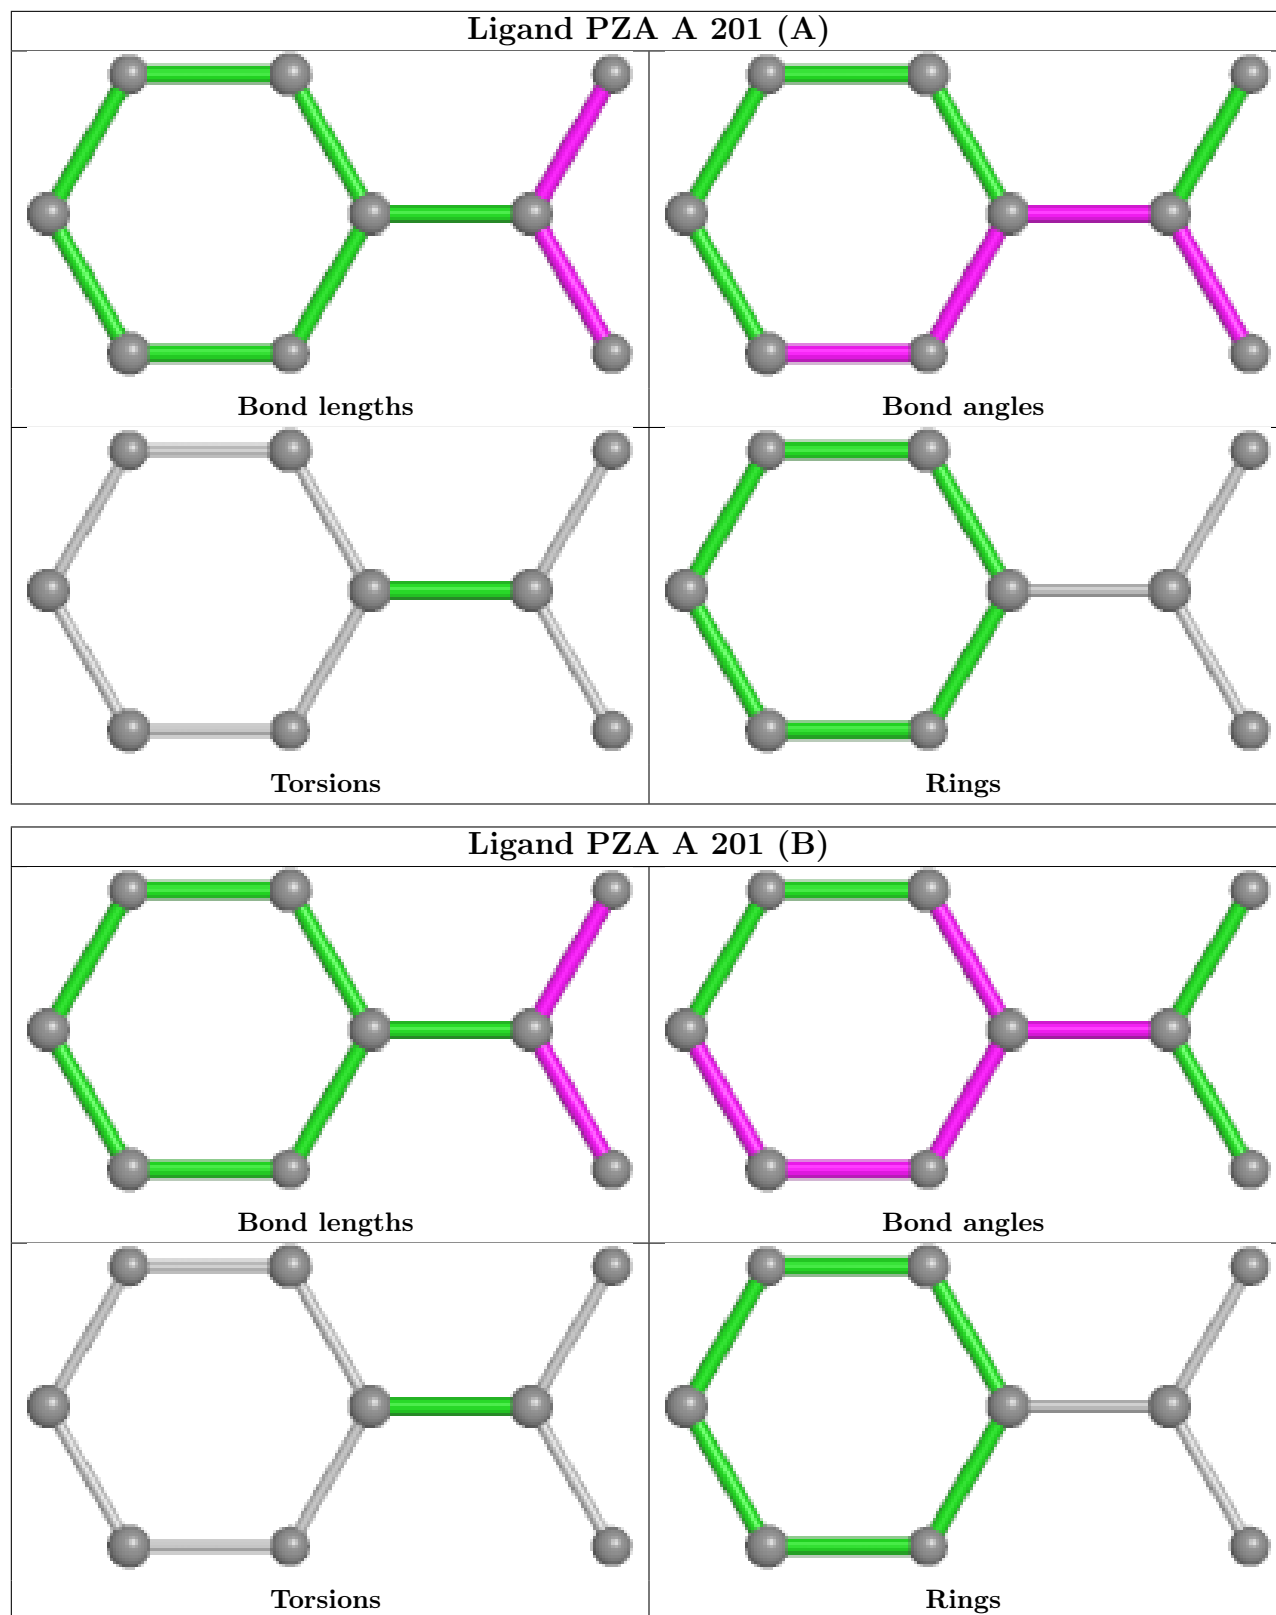 Ligand PZA A 201 (A)
Bond lengths
Bond angles
Torsions
Rings
Ligand PZA A 201 (B)
Bond lengths
Bond angles
Torsions
Rings